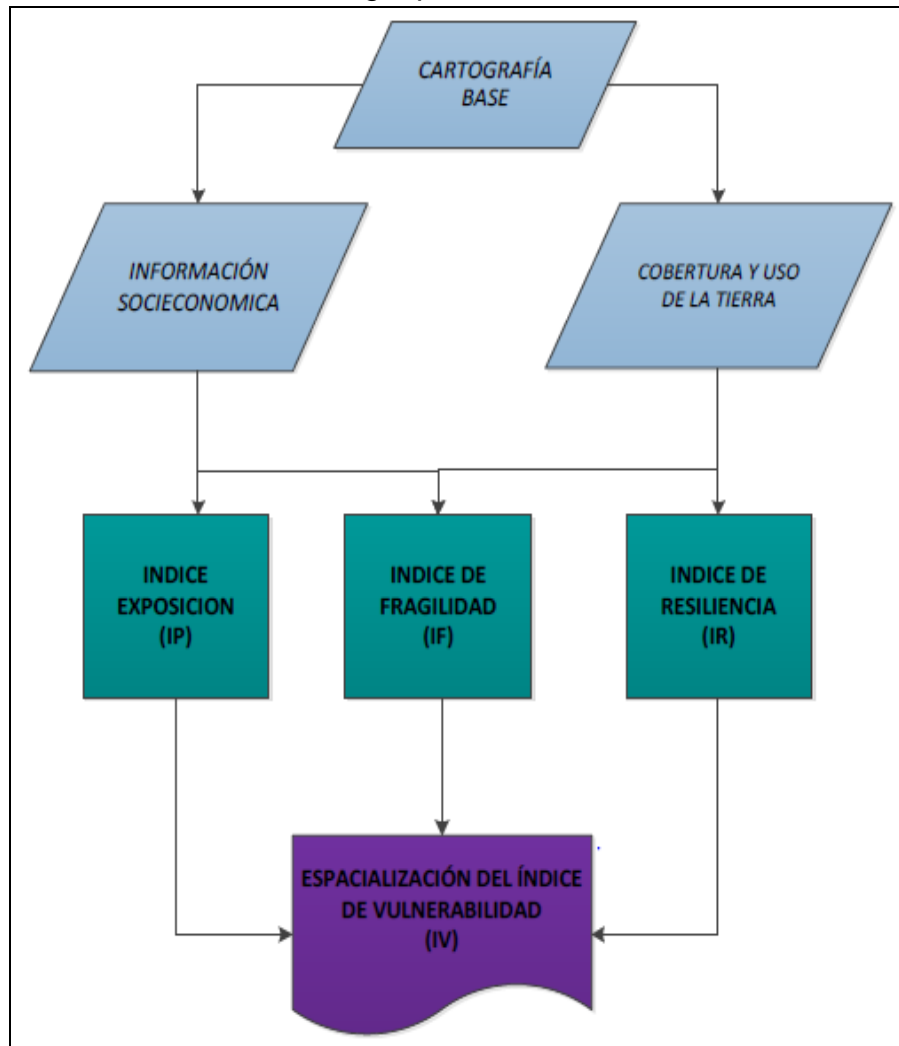 CARTOGRAFÍA
BASE
INFORMACIÓN
SOCIECONOMICA
COBERTURA Y USO
DE LA TIERRA
INDICE
EXPOSICION
(IP)
INDICE DE
FRAGILIDAD
(IF)
INDICE DE
RESILIENCIA
(IR)
ESPACIALIZACIÓN DEL ÍNDICE
DE VULNERABILIDAD
(IV)